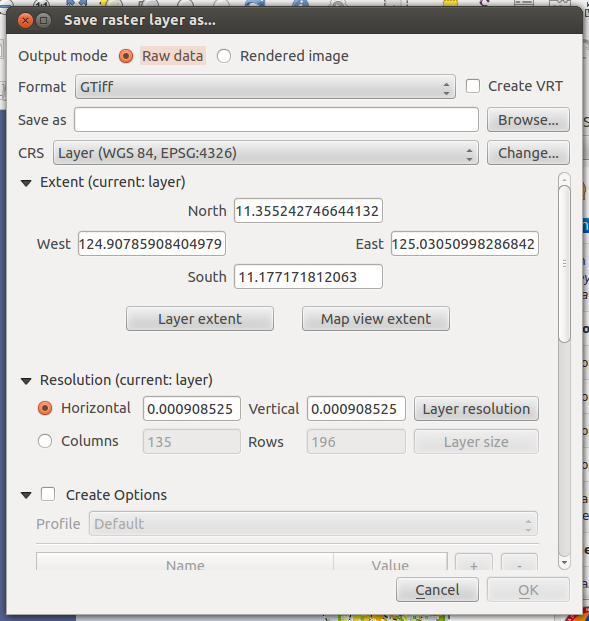 Save raster layer as...
Output mode Raw data Rendered image
Format GTiff Create VRT
Save as Browse...
CRS Layer (WGS 84, EPSG:4326) Change...
Extent (current: layer)
North 11.355242746644132
West 124.90785908404979 East 125.03050998286842
South 11.177171812063
Layer extent Map view extent
Resolution (current: layer)
Horizontal 0.000908525 Vertical 0.000908525 Layer resolution
Columns 135 Rows 196 Layer size
Create Options
Profile Default
Name Value + -
Cancel OK